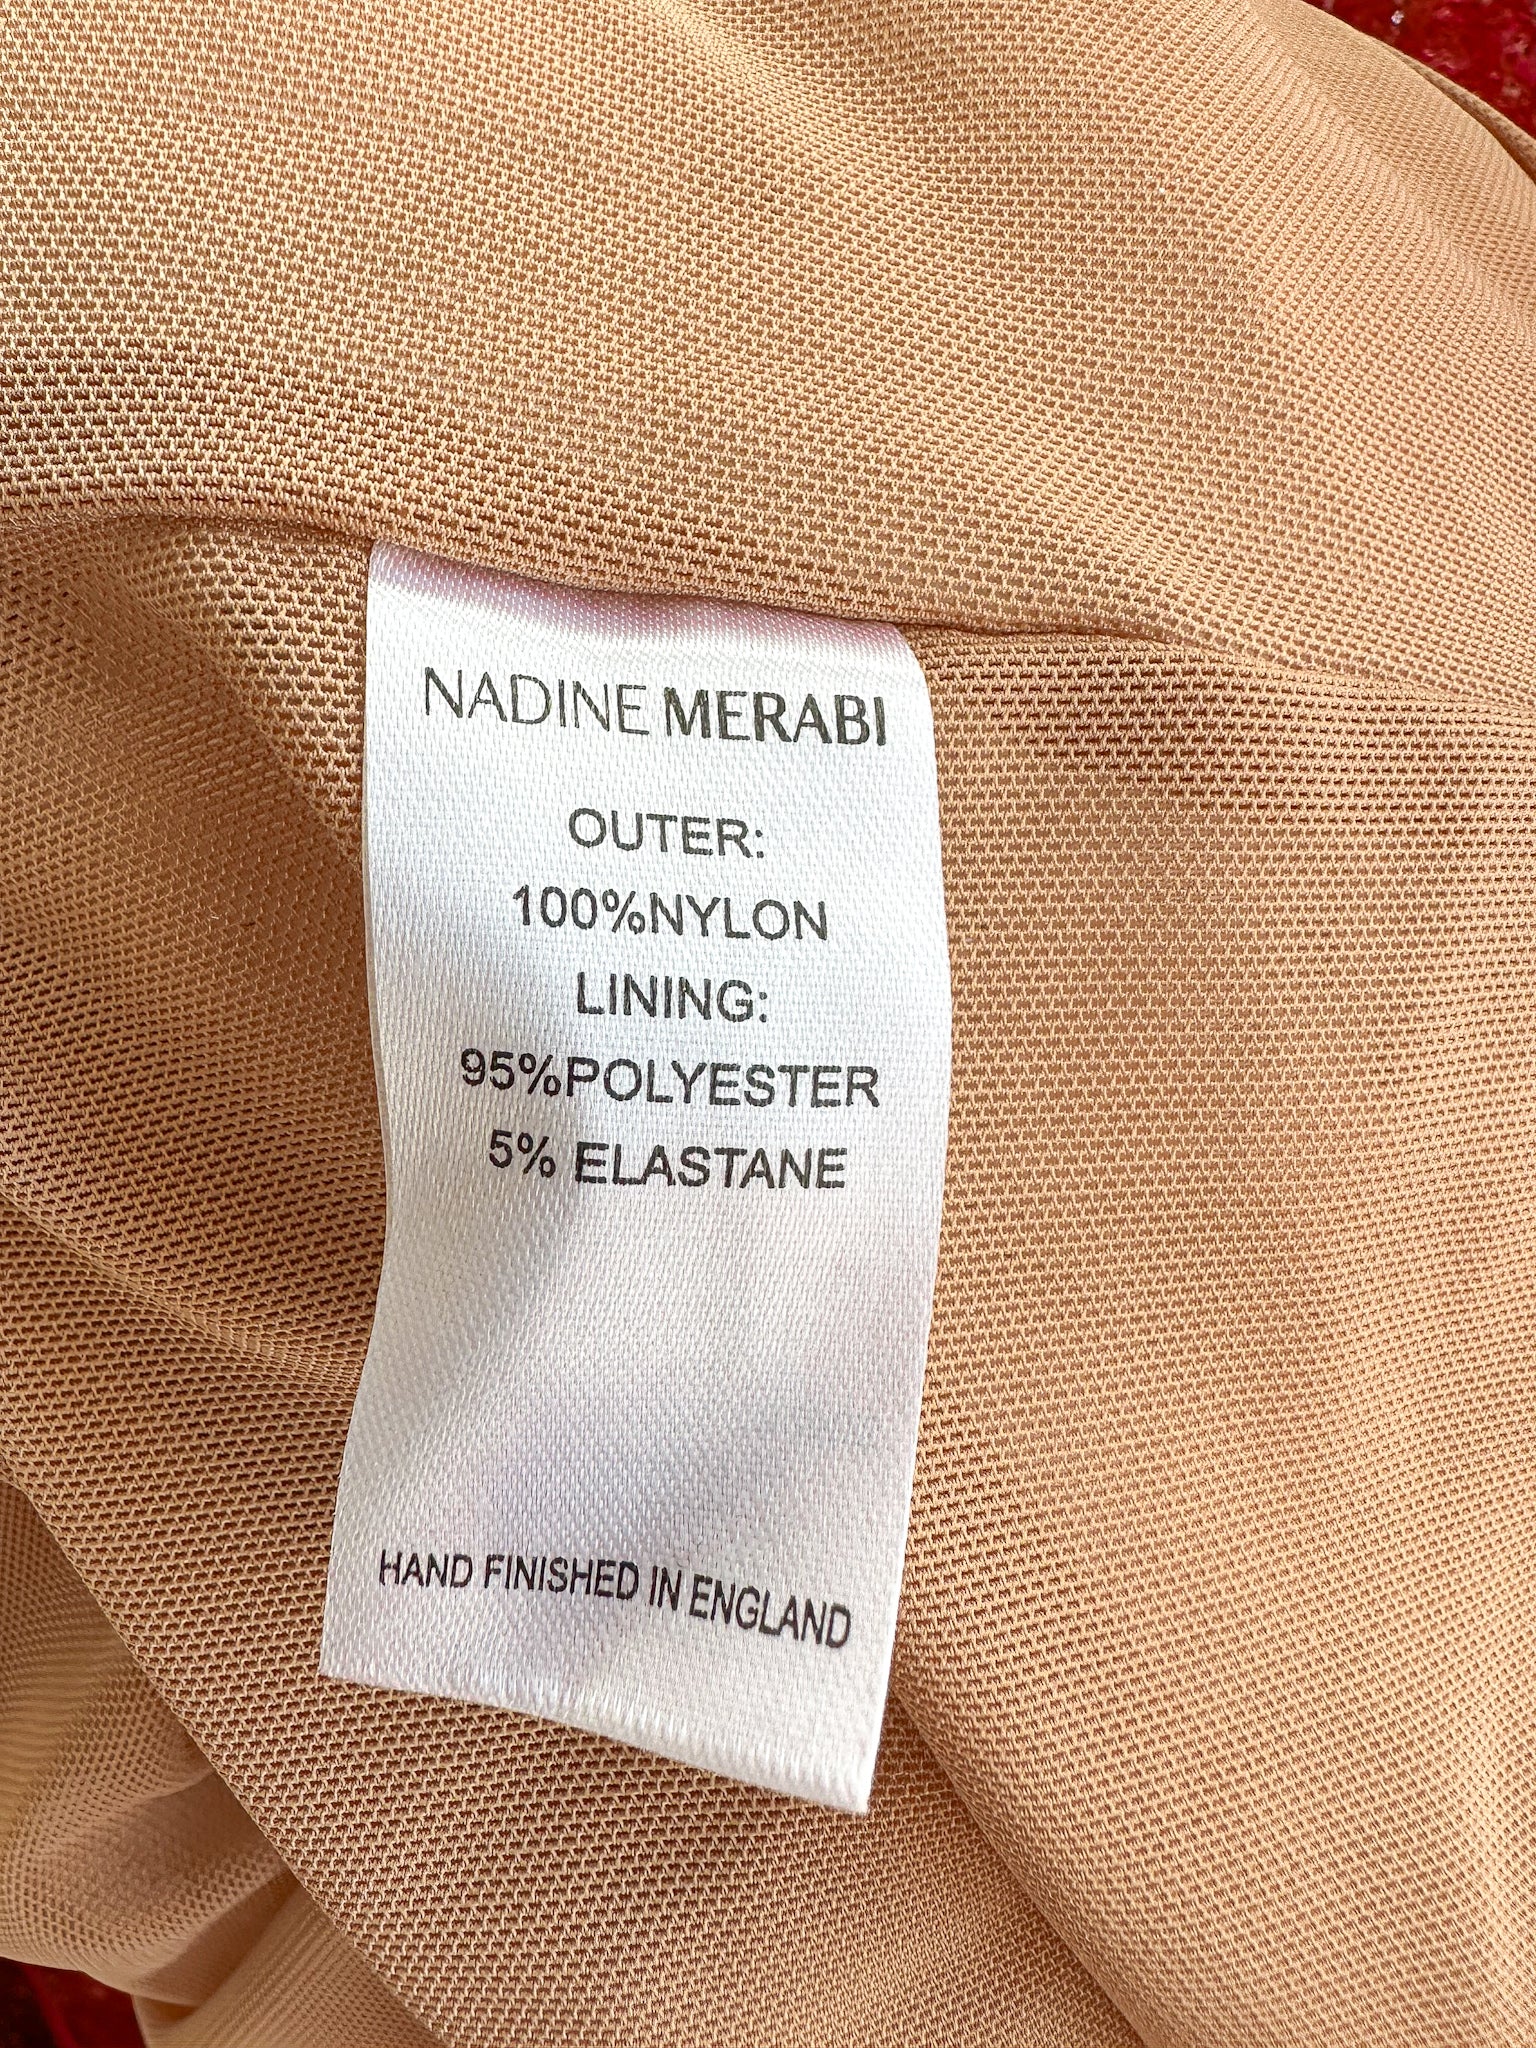 NADINE MERABI
OUTER:
100%NYLON
LINING:
95%POLYESTER
5% ELASTANE
HAND FINISHED IN ENGLAND